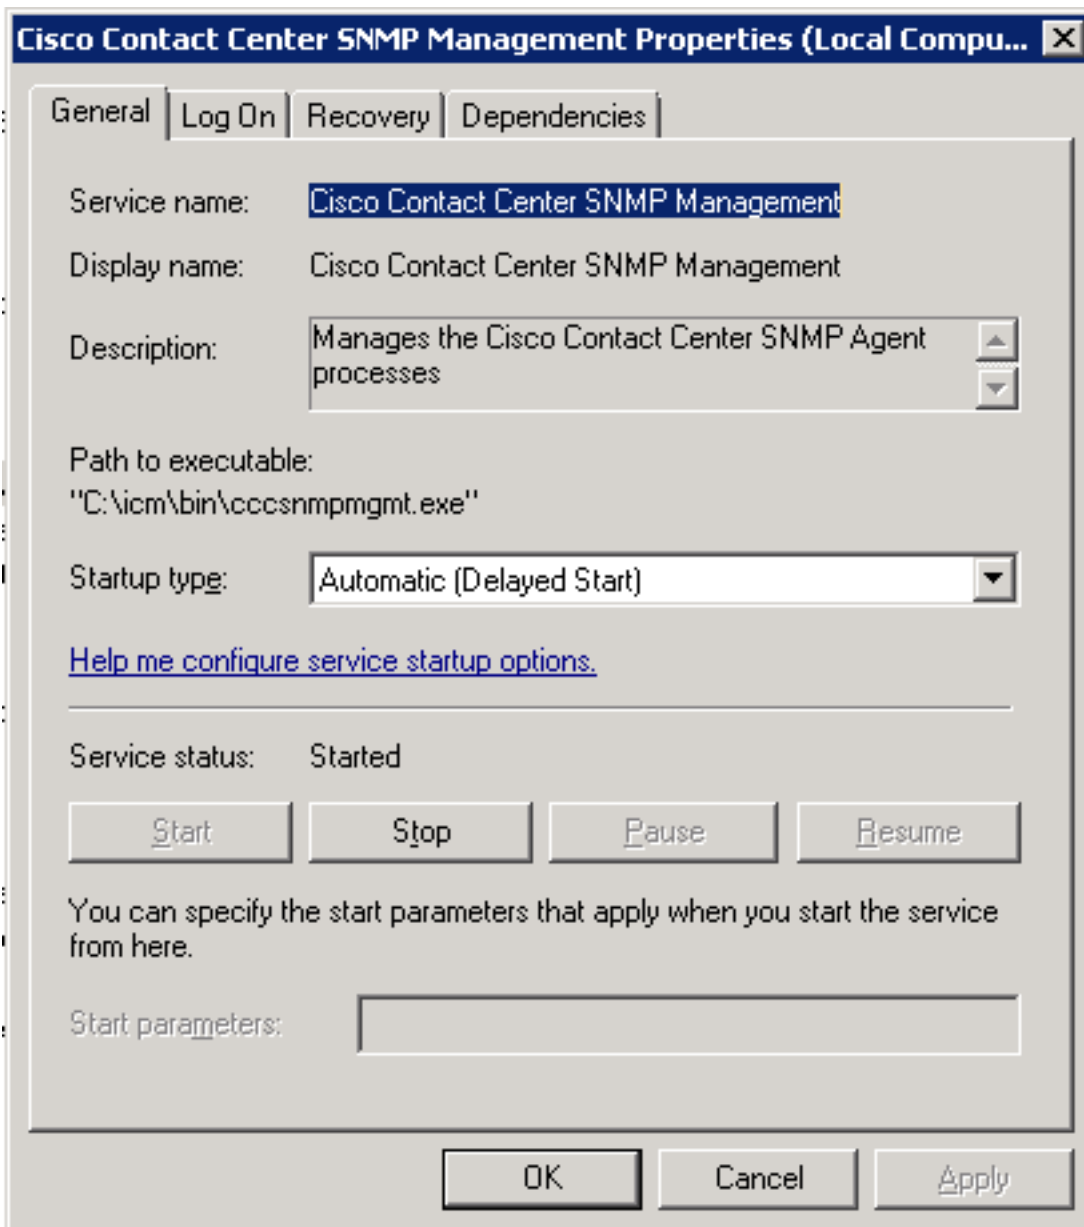 Cisco Contact Center SNMP Management Properties (Local Compu...
General Log On Recovery Dependencies
Service name: Cisco Contact Center SNMP Management
Display name: Cisco Contact Center SNMP Management
Description: Manages the Cisco Contact Center SNMP Agent
processes
Path to executable:
"C:\icm\bin\cccsnmpmgmt.exe"
Startup type: Automatic (Delayed Start)
Help me configure service startup options.
Service status: Started
Start Stop Pause Resume
You can specify the start parameters that apply when you start the service
from here.
Start parameters:
OK Cancel Apply